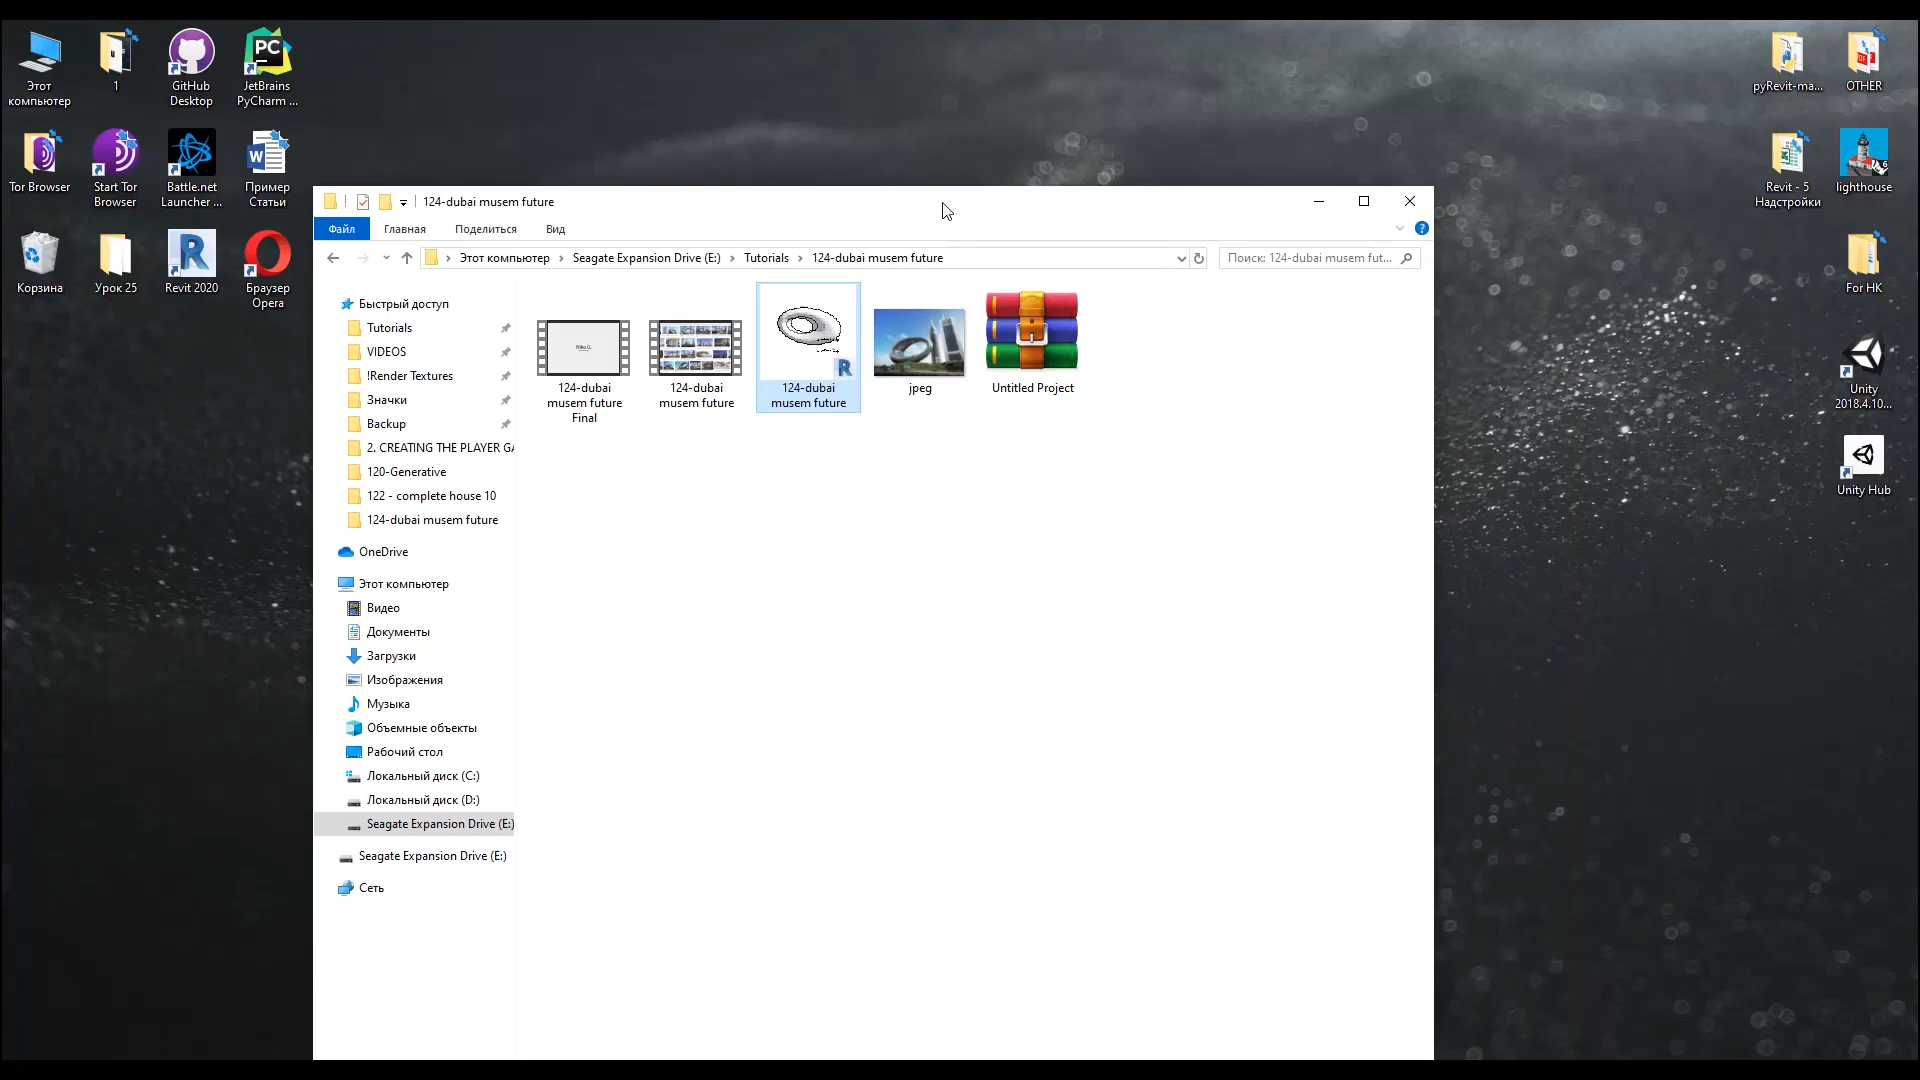 Этот
компьютер
1
GitHub
Desktop
JetBrains
PyCharm ...
Tor Browser
Start Tor
Browser
Battle.net
Launcher ...
Пример
Статьи
Корзина
Урок 25
Revit 2020
Браузер
Opera
pyRevit-ma...
OTHER
Revit - 5
Надстройки
lighthouse
For HK
Unity
2018.4.10...
Unity Hub
124-dubai musem future
Файл
Главная
Поделиться
Вид
Этот компьютер
Seagate Expansion Drive (E:)
Tutorials
124-dubai musem future
Поиск: 124-dubai musem fut...
Быстрый доступ
Tutorials
VIDEOS
!Render Textures
Значки
Backup
2. CREATING THE PLAYER GA
120-Generative
122 - complete house 10
124-dubai musem future
OneDrive
Этот компьютер
Видео
Документы
Загрузки
Изображения
Музыка
Объемные объекты
Рабочий стол
Локальный диск (C:)
Локальный диск (D:)
Seagate Expansion Drive (E:)
Seagate Expansion Drive (E:)
Сеть
124-dubai
musem future
Final
124-dubai
musem future
124-dubai
musem future
jpeg
Untitled Project